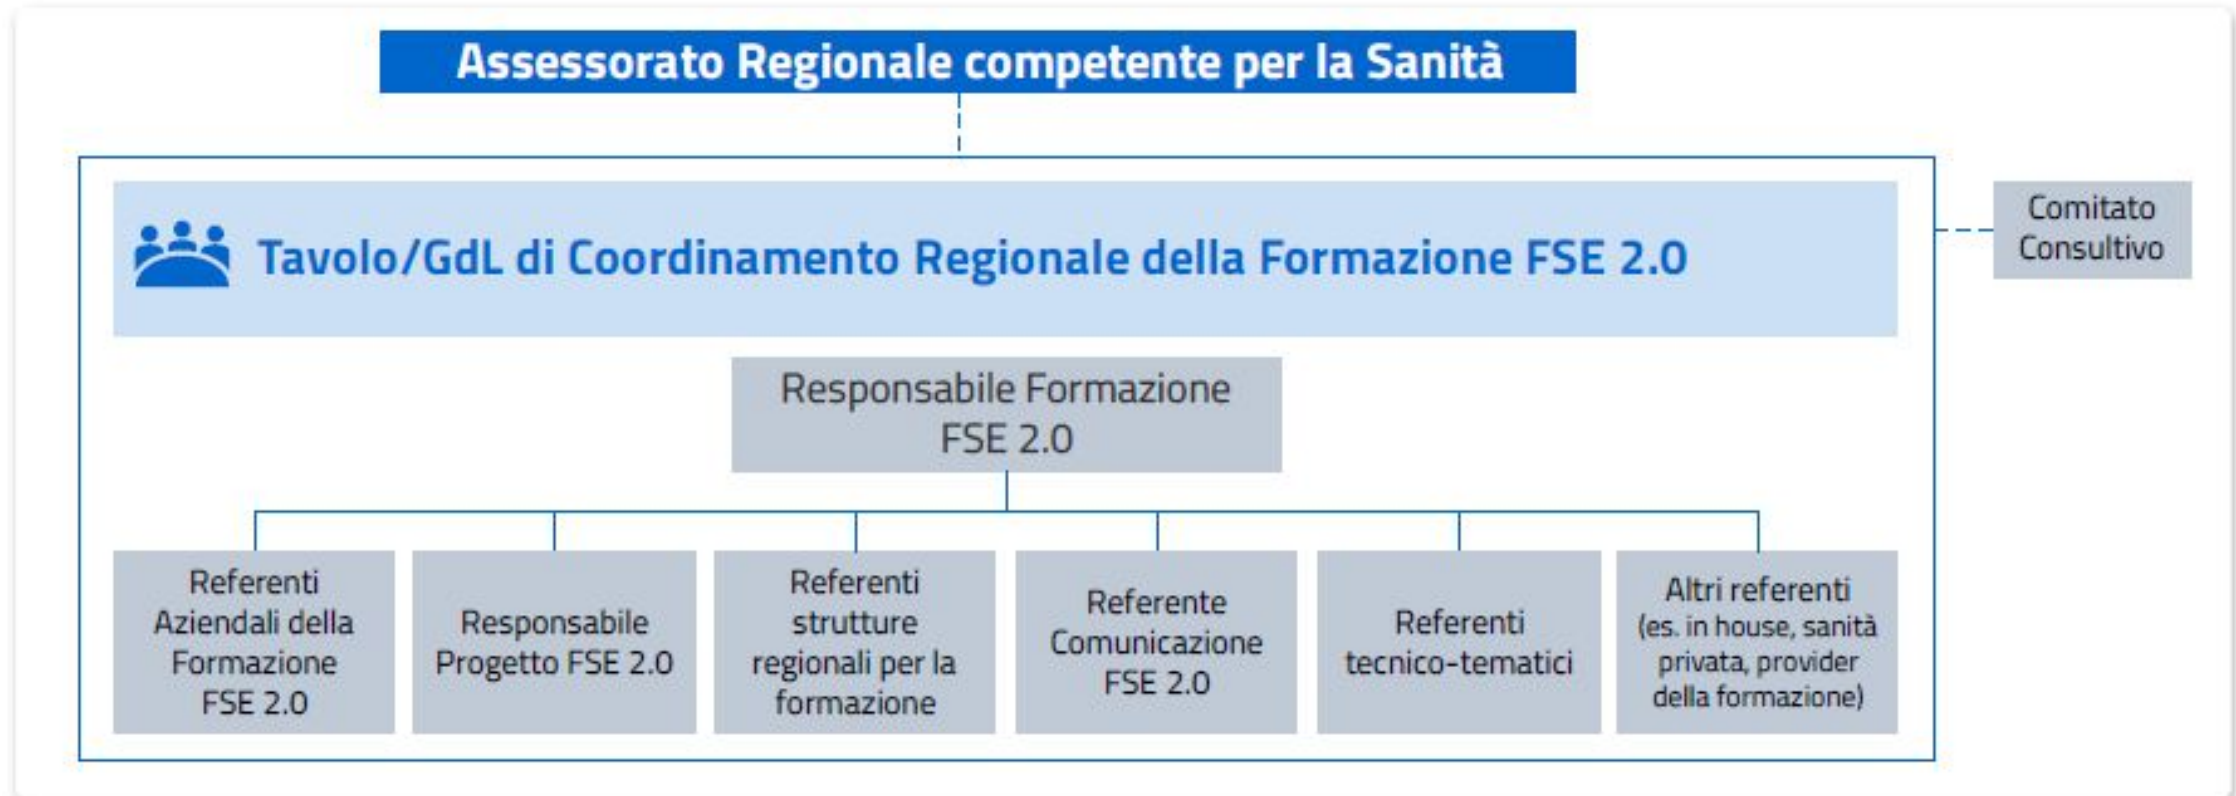 Assessorato Regionale competente per la Sanità
Tavolo/GdL di Coordinamento Regionale della Formazione FSE 2.0
Comitato
Consultivo
Responsabile Formazione
FSE 2.0
Referenti
Aziendali della
Formazione
FSE 2.0
Responsabile
Progetto FSE 2.0
Referenti
strutture
regionali per la
formazione
Referente
Comunicazione
FSE 2.0
Referenti
tecnico-tematici
Altri referenti
(es. in house, sanità
privata, provider
della formazione)